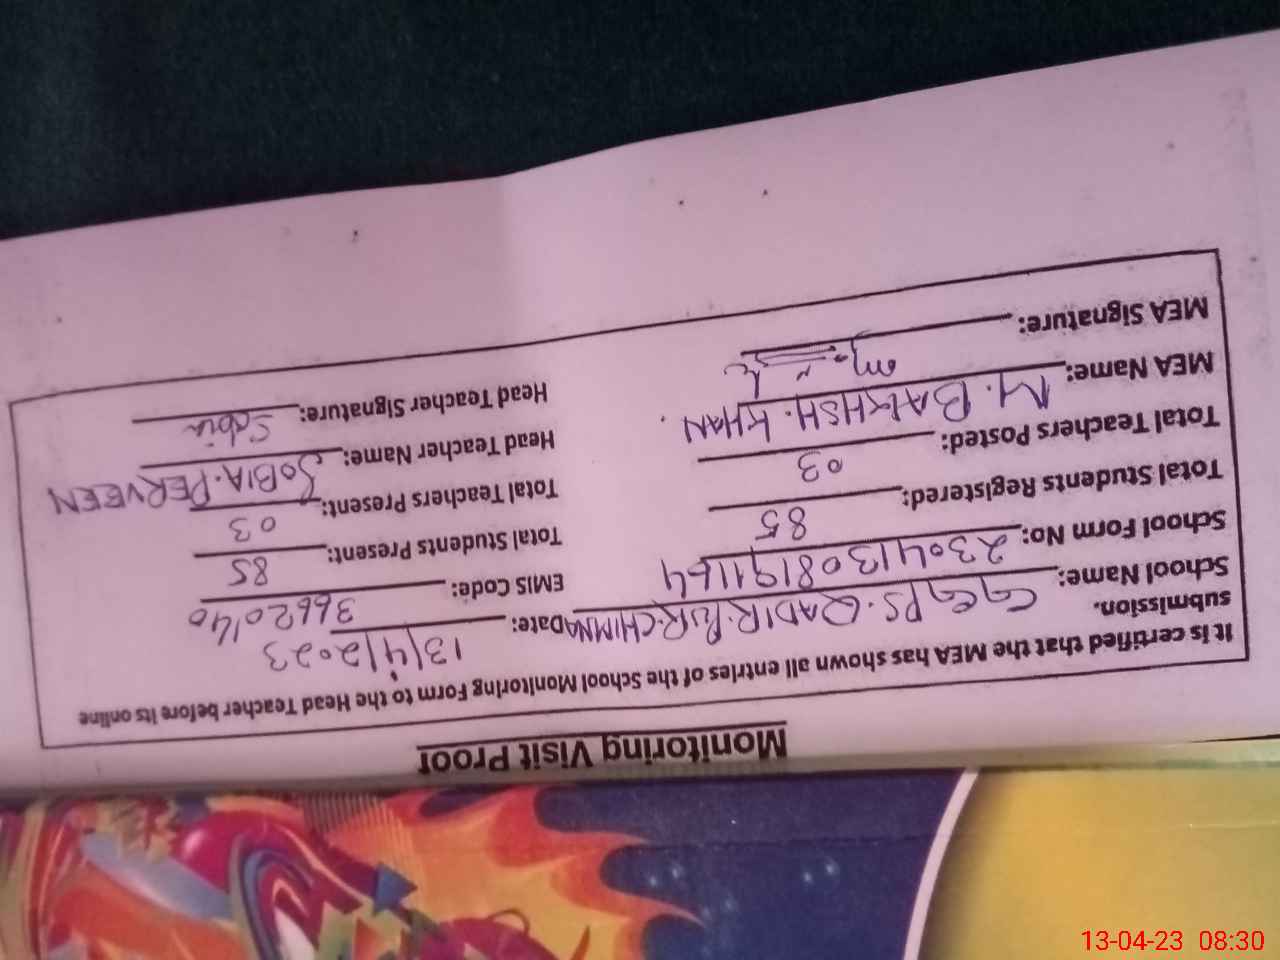 Monitoring Visit Proof
It is certified that the MEA has shown all entries of the School Monitoring Form to the Head Teacher before its online
submission.
School Name: GGPS. QADIR. PUR. CHIMNA Date: 13/4/2023
School Form No: 23041308191164 EMIS Code: 36620140
Total Students Registered: 85 Total Students Present: 85
Total Teachers Posted: 03 Total Teachers Present: 03
MEA Name: M. BAKHSH. KHAN. Head Teacher Name: SOBIA. PERVEEN
MEA Signature: Head Teacher Signature: Sobia
13-04-23 08:30